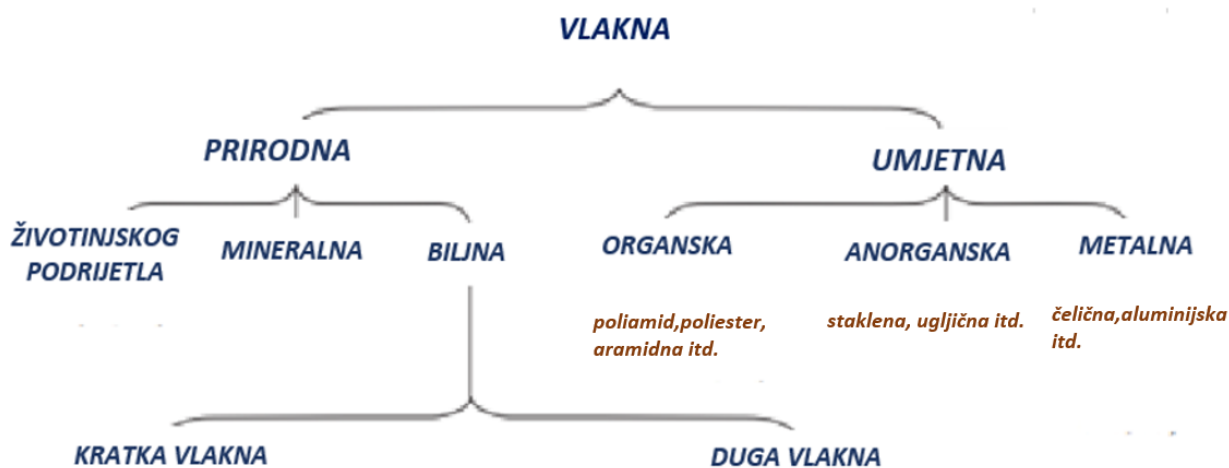 VLAKNA
PRIRODNA
UMJETNA
ŽIVOTINJSKOG
PODRIJETLA
MINERALNA
BILJNA
ORGANSKA
ANORGANSKA
METALNA
poliamid,poliester,
aramidna itd.
staklena, ugljična itd.
čelična,aluminijska
itd.
KRATKA VLAKNA
DUGA VLAKNA